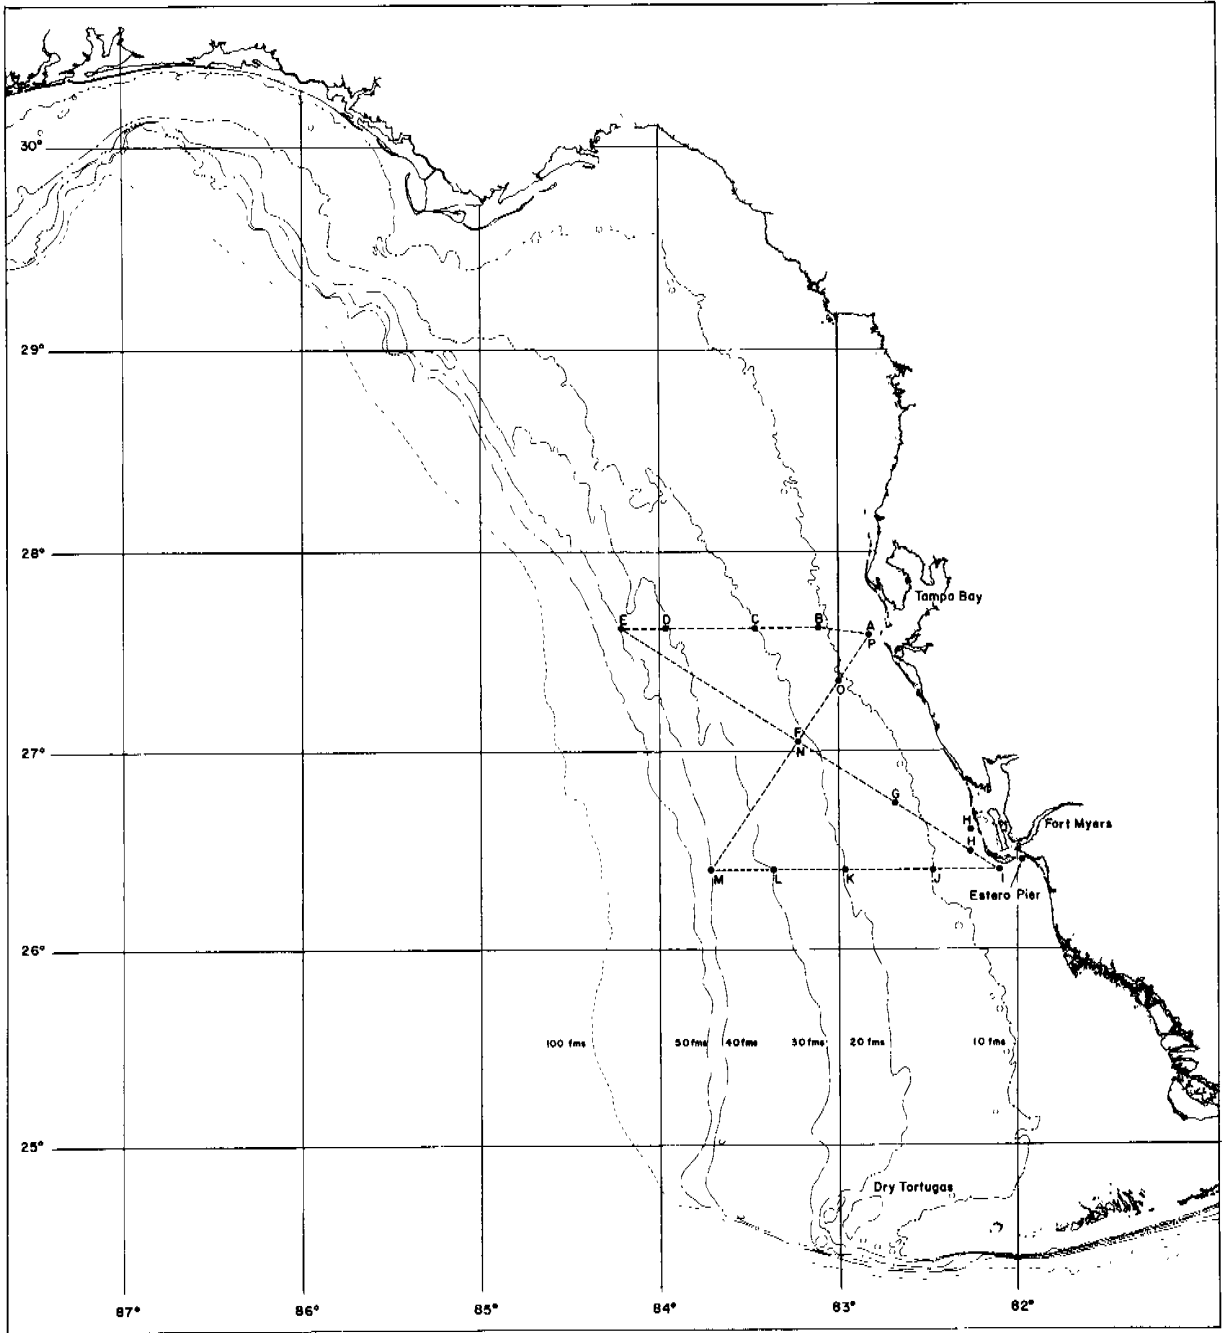 30°
29°
28°
Tampa Bay
E D C B A
P
O
27°
F
N
G
H
Fort Myers
H
M L K J I
Estero Pier
26°
100 fms 50 fms 40 fms 30 fms 20 fms 10 fms
25°
Dry Tortugas
87° 86° 85° 84° 83° 82°